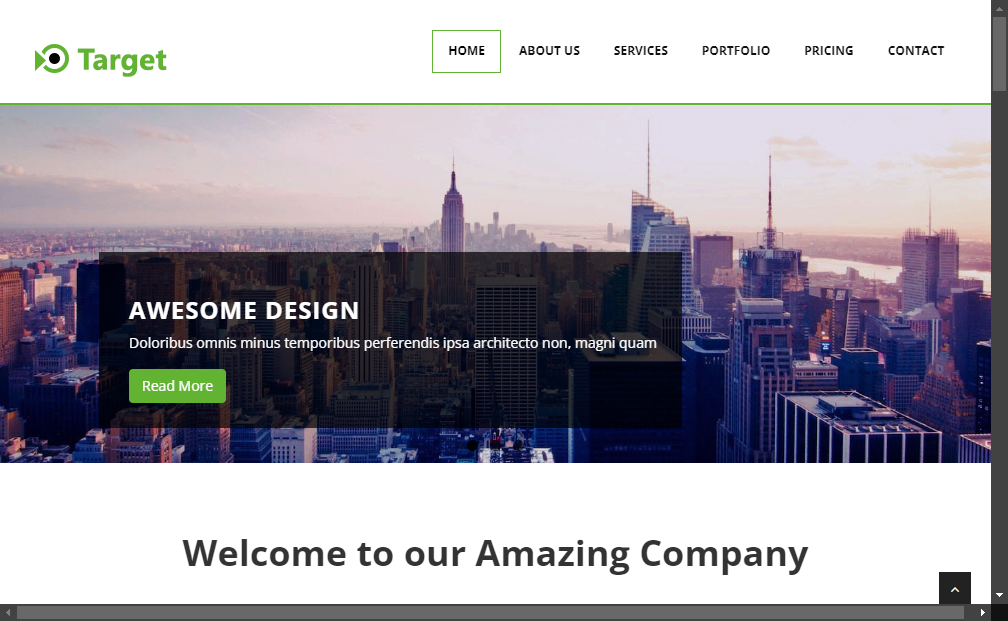 Target
HOME ABOUT US SERVICES PORTFOLIO PRICING CONTACT
AWESOME DESIGN
Doloribus omnis minus temporibus perferendis ipsa architecto non, magni quam
Read More
Welcome to our Amazing Company